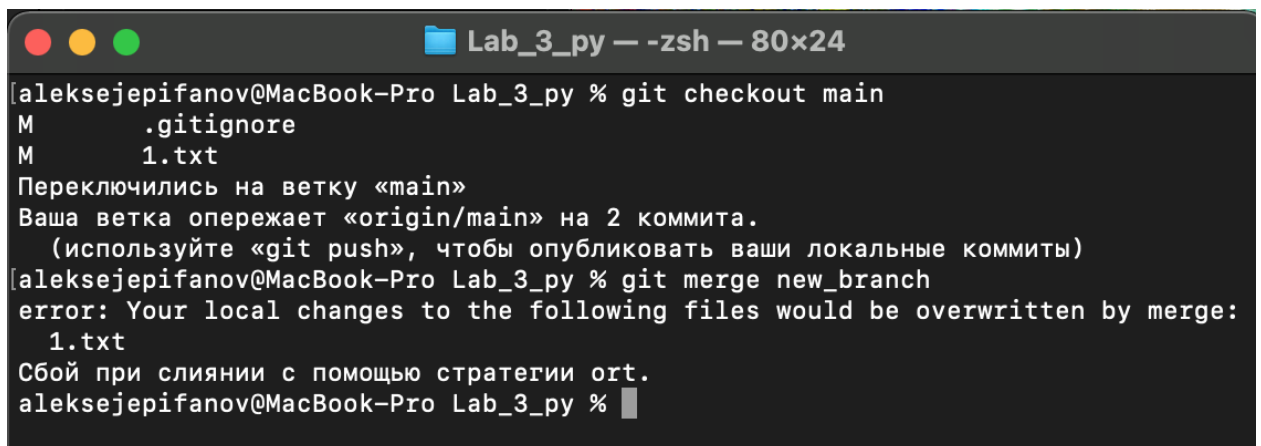 Lab_3_py — -zsh — 80×24
[aleksejepifanov@MacBook-Pro Lab_3_py % git checkout main
M       .gitignore
M       1.txt
Переключились на ветку «main»
Ваша ветка опережает «origin/main» на 2 коммита.
  (используйте «git push», чтобы опубликовать ваши локальные коммиты)
[aleksejepifanov@MacBook-Pro Lab_3_py % git merge new_branch
error: Your local changes to the following files would be overwritten by merge:
  1.txt
Сбой при слиянии с помощью стратегии ort.
aleksejepifanov@MacBook-Pro Lab_3_py %